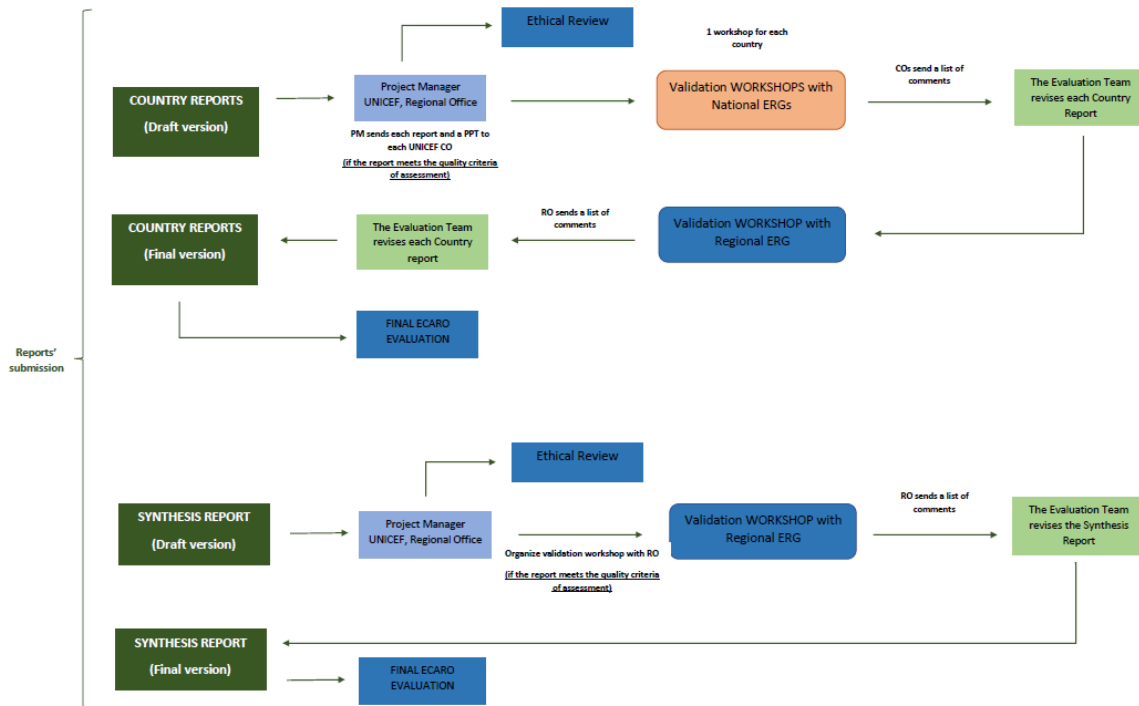 Ethical Review
1 workshop for each
country
COUNTRY REPORTS
(Draft version)
Project Manager
UNICEF, Regional Office
PM sends each report and a PPT to
each UNICEF CO
(if the report meets the quality criteria
of assessment)
Validation WORKSHOPS with
National ERGs
COs send a list of
comments
The Evaluation Team
revises each Country
Report
COUNTRY REPORTS
(Final version)
The Evaluation Team
revises each Country
report
RO sends a list of
comments
Validation WORKSHOP with
Regional ERG
FINAL ECARO
EVALUATION
Reports'
submission
Ethical Review
SYNTHESIS REPORT
(Draft version)
Project Manager
UNICEF, Regional Office
Organize validation workshop with RO
(if the report meets the quality criteria
of assessment)
Validation WORKSHOP with
Regional ERG
RO sends a list of
comments
The Evaluation Team
revises the Synthesis
Report
SYNTHESIS REPORT
(Final version)
FINAL ECARO
EVALUATION